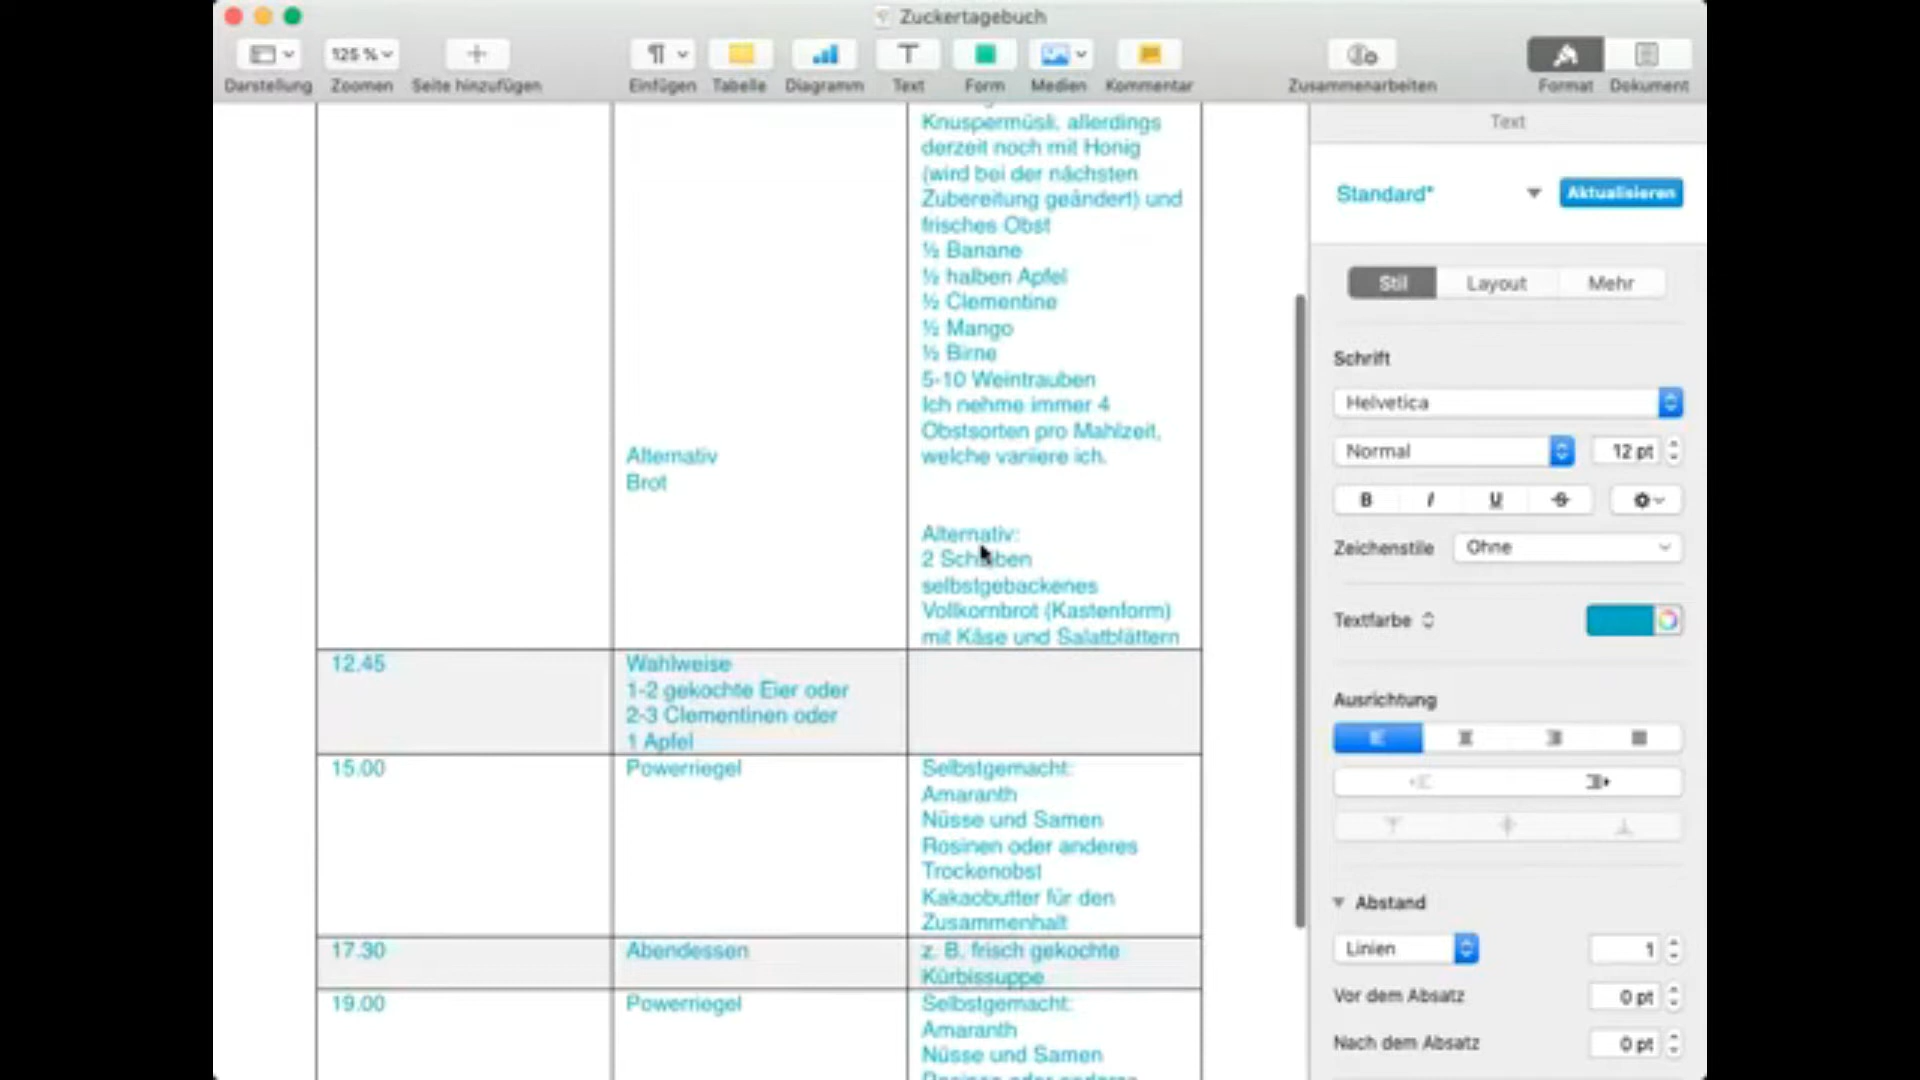 Zuckertagebuch
125 %
Darstellung Zoomen Seite hinzufügen Einfügen Tabelle Diagramm Text Form Medien Kommentar Zusammenarbeiten Format Dokument
Knuspermüsli, allerdings
derzeit noch mit Honig
(wird bei der nächsten
Zubereitung geändert) und
frisches Obst
½ Banane
½ halben Apfel
½ Clementine
½ Mango
½ Birne
5-10 Weintrauben
Ich nehme immer 4
Obstsorten pro Mahlzeit,
welche variiere ich.
Alternativ
Brot
Alternativ:
2 Scheiben
selbstgebackenes
Vollkornbrot (Kastenform)
mit Käse und Salatblättern
12.45
Wahlweise
1-2 gekochte Eier oder
2-3 Clementinen oder
1 Apfel
15.00
Powerriegel
Selbstgemacht:
Amaranth
Nüsse und Samen
Rosinen oder anderes
Trockenobst
Kakaobutter für den
Zusammenhalt
17.30
Abendessen
z. B. frisch gekochte
Kürbissuppe
19.00
Powerriegel
Selbstgemacht:
Amaranth
Nüsse und Samen
Rosinen oder anderes
Text
Standard*
Aktualisieren
Stil Layout Mehr
Schrift
Helvetica
Normal 12 pt
B I U S
Zeichenstile Ohne
Textfarbe
Ausrichtung
Abstand
Linien 1
Vor dem Absatz 0 pt
Nach dem Absatz 0 pt